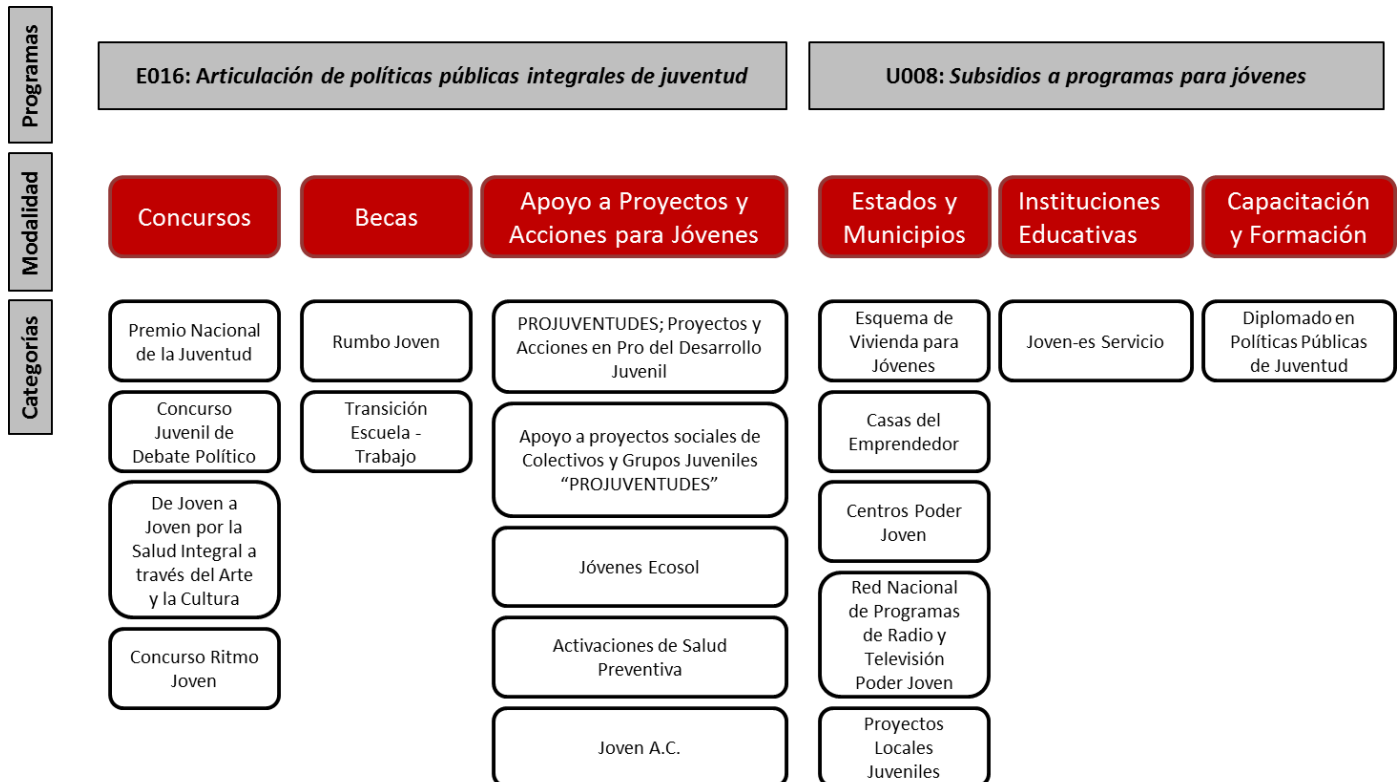 Programas
E016: Articulación de políticas públicas integrales de juventud
U008: Subsidios a programas para jóvenes
Modalidad
Concursos
Becas
Apoyo a Proyectos y
Acciones para Jóvenes
Estados y
Municipios
Instituciones
Educativas
Capacitación
y Formación
Categorías
Premio Nacional
de la Juventud
Concurso
Juvenil de
Debate Político
De Joven a
Joven por la
Salud Integral a
través del Arte
y la Cultura
Concurso Ritmo
Joven
Rumbo Joven
Transición
Escuela -
Trabajo
PROJUVENTUDES; Proyectos y
Acciones en Pro del Desarrollo
Juvenil
Apoyo a proyectos sociales de
Colectivos y Grupos Juveniles
“PROJUVENTUDES”
Jóvenes Ecosol
Activaciones de Salud
Preventiva
Joven A.C.
Esquema de
Vivienda para
Jóvenes
Casas del
Emprendedor
Centros Poder
Joven
Red Nacional
de Programas
de Radio y
Televisión
Poder Joven
Proyectos
Locales
Juveniles
Joven-es Servicio
Diplomado en
Políticas Públicas
de Juventud